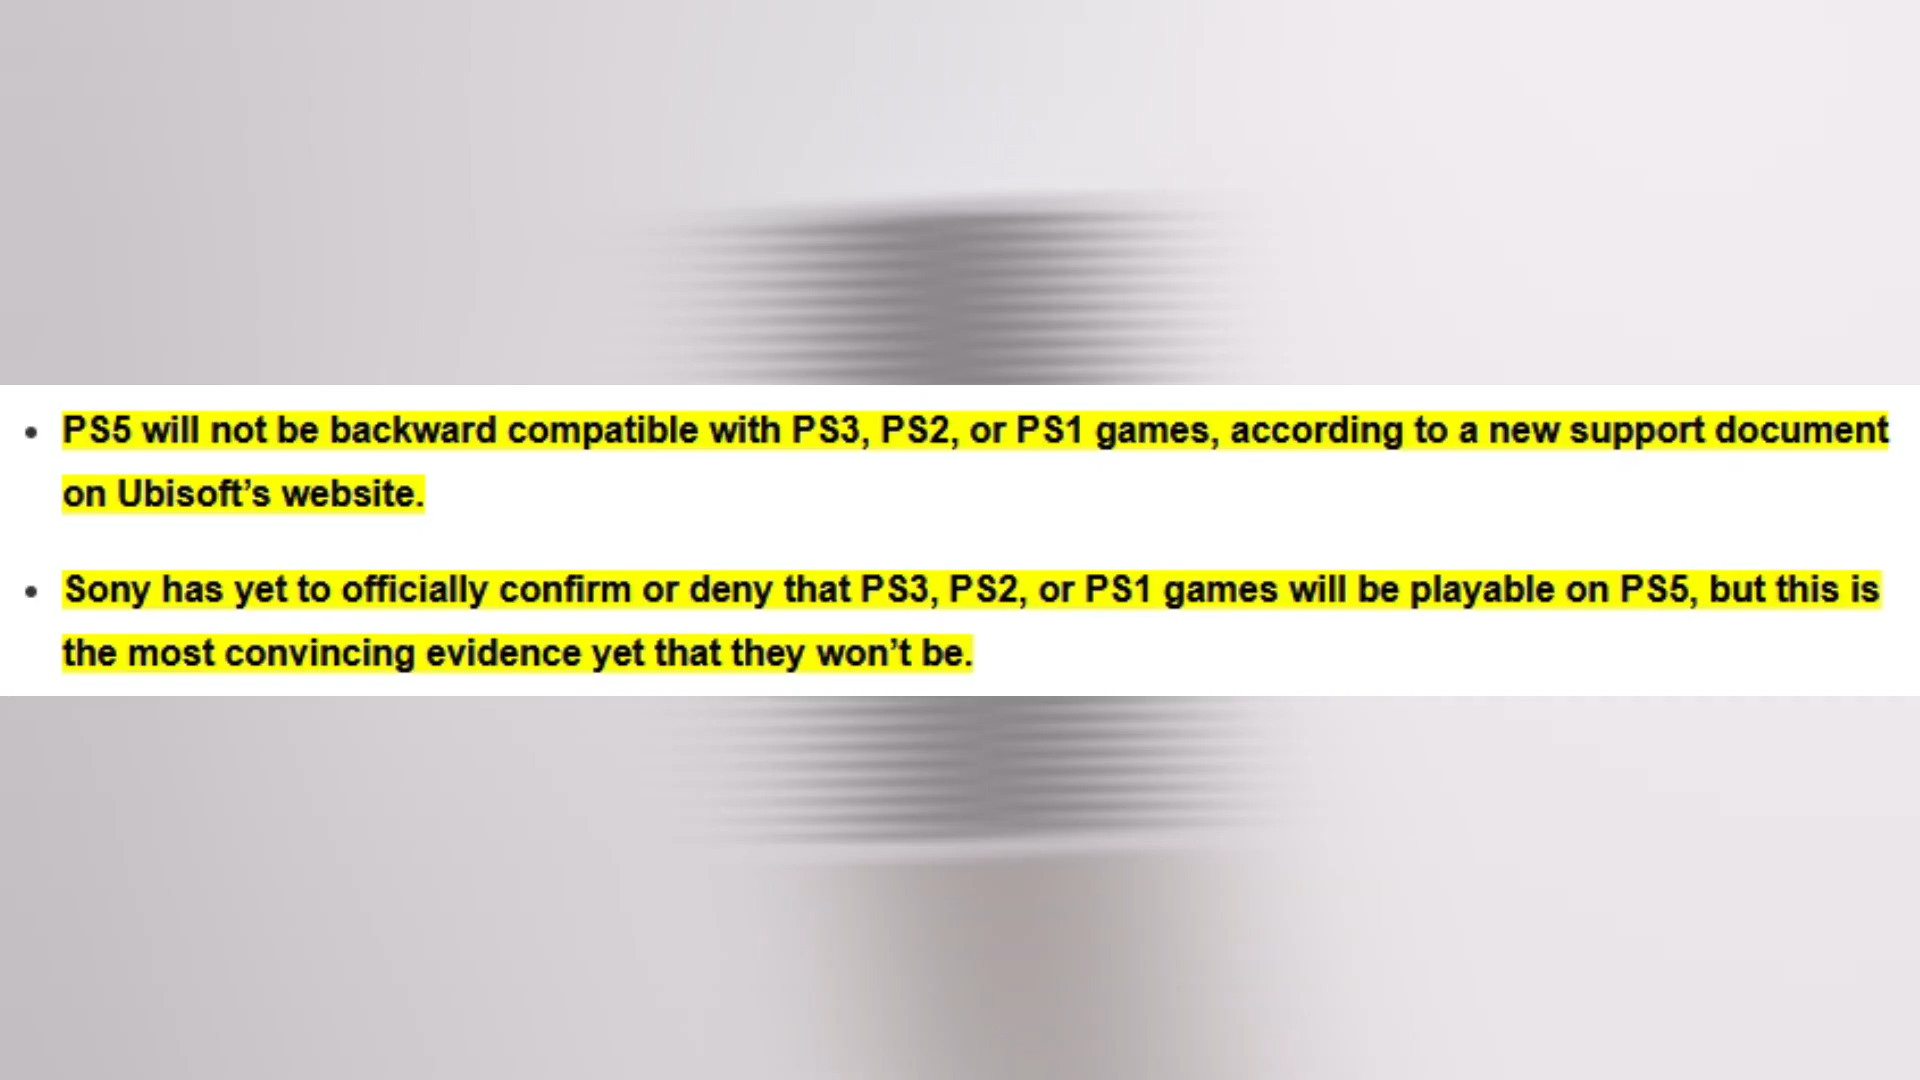 • PS5 will not be backward compatible with PS3, PS2, or PS1 games, according to a new support document
on Ubisoft’s website.
• Sony has yet to officially confirm or deny that PS3, PS2, or PS1 games will be playable on PS5, but this is
the most convincing evidence yet that they won’t be.